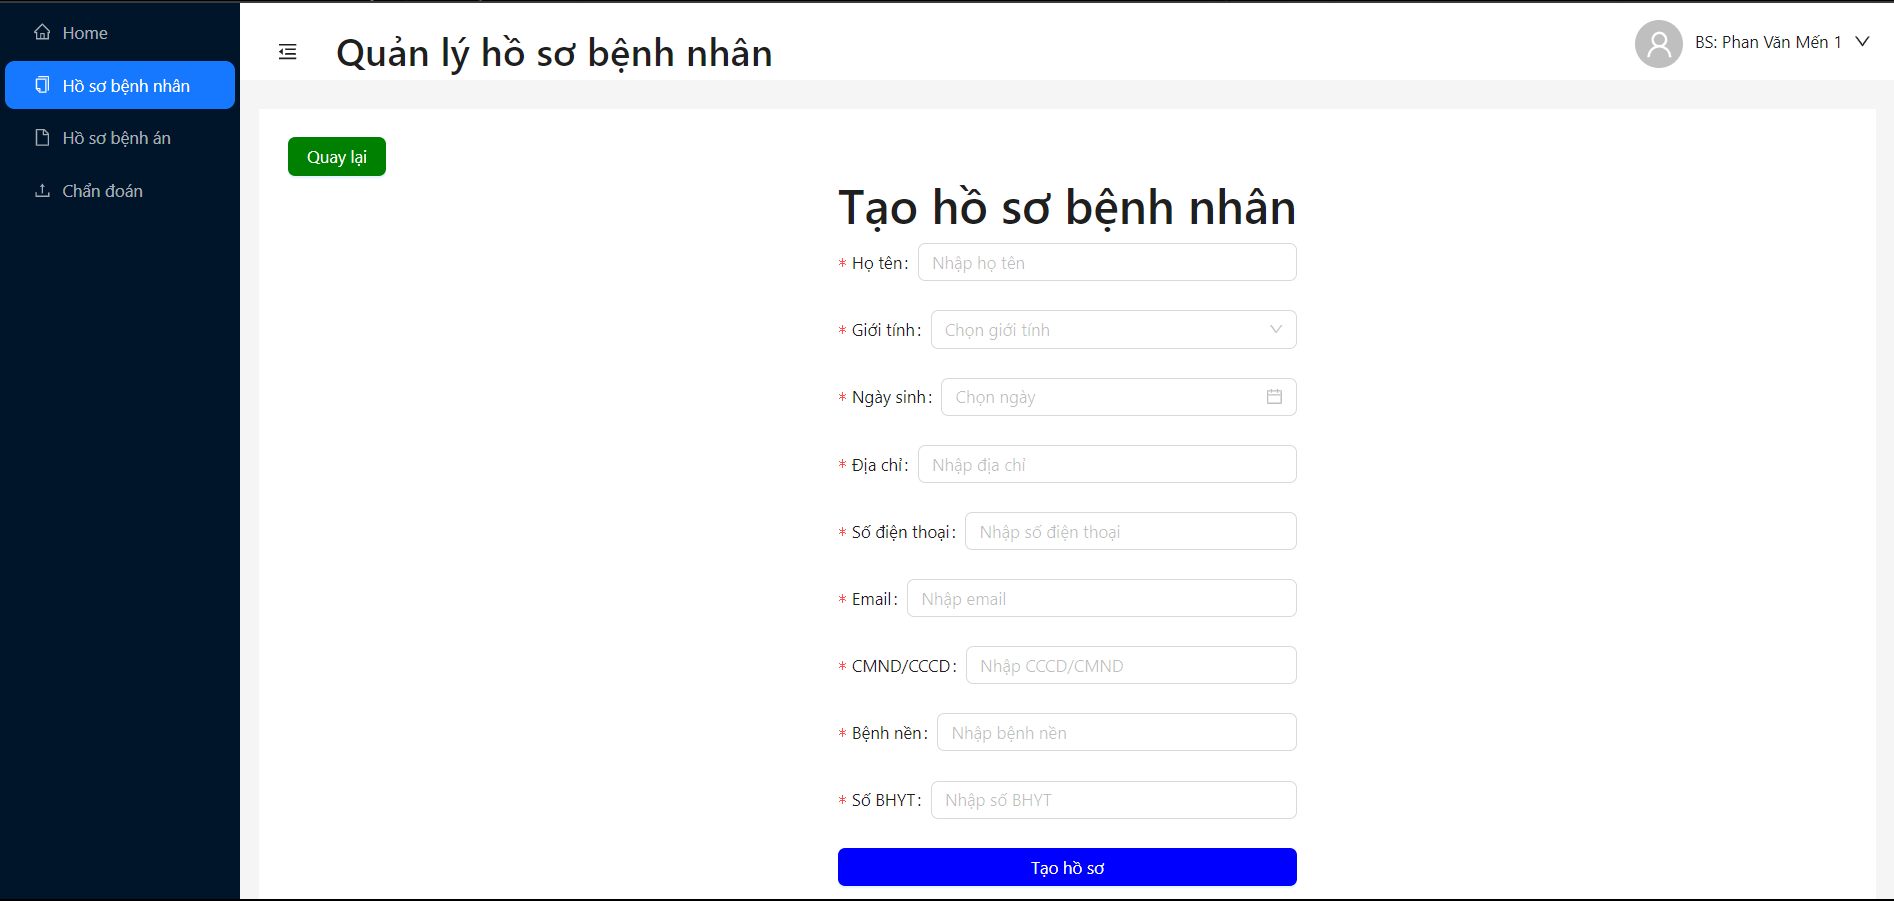 Home
Hồ sơ bệnh nhân
Hồ sơ bệnh án
Chẩn đoán
Quản lý hồ sơ bệnh nhân
BS: Phan Văn Mến 1
Quay lại
Tạo hồ sơ bệnh nhân
* Họ tên: Nhập họ tên
* Giới tính: Chọn giới tính
* Ngày sinh: Chọn ngày
* Địa chỉ: Nhập địa chỉ
* Số điện thoại: Nhập số điện thoại
* Email: Nhập email
* CMND/CCCD: Nhập CCCD/CMND
* Bệnh nền: Nhập bệnh nền
* Số BHYT: Nhập số BHYT
Tạo hồ sơ